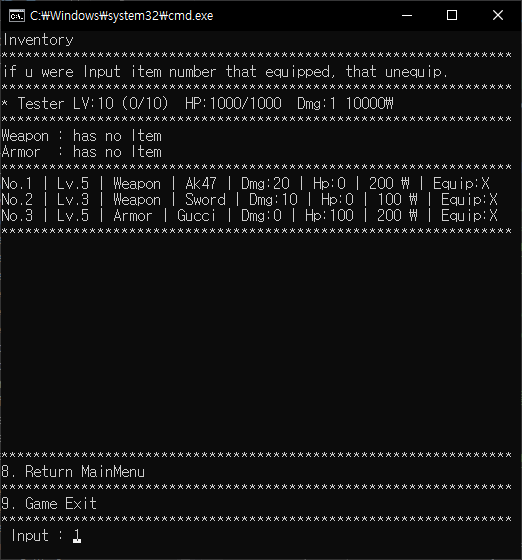 C:₩Windows₩system32₩cmd.exe
Inventory
****************************************************************
if u were Input item number that equipped, that unequip.
****************************************************************
* Tester LV:10 (0/10)  HP:1000/1000  Dmg:1 10000₩
****************************************************************
Weapon : has no Item
Armor  : has no Item
****************************************************************
No.1 | Lv.5 | Weapon | Ak47 | Dmg:20 | Hp:0 | 200 ₩ | Equip:X
No.2 | Lv.3 | Weapon | Sword | Dmg:10 | Hp:0 | 100 ₩ | Equip:X
No.3 | Lv.5 | Armor | Gucci | Dmg:0 | Hp:100 | 200 ₩ | Equip:X
****************************************************************
****************************************************************
8. Return MainMenu
****************************************************************
9. Game Exit
****************************************************************
Input : 1